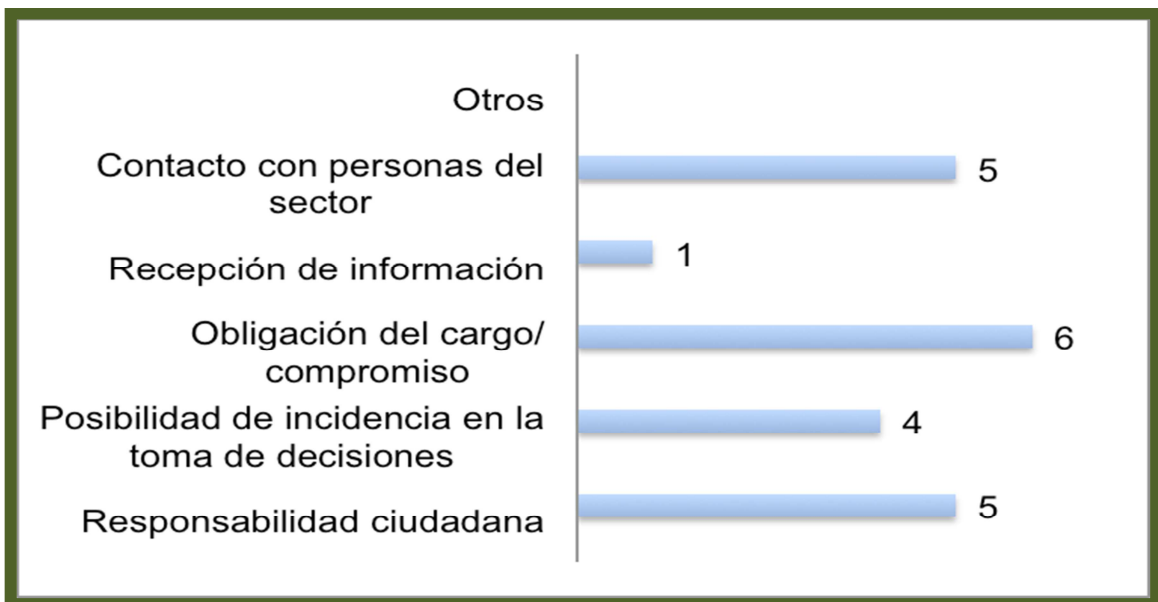 Otros
Contacto con personas del
sector
5
Recepción de información
1
Obligación del cargo/
compromiso
6
Posibilidad de incidencia en la
toma de decisiones
4
Responsabilidad ciudadana
5